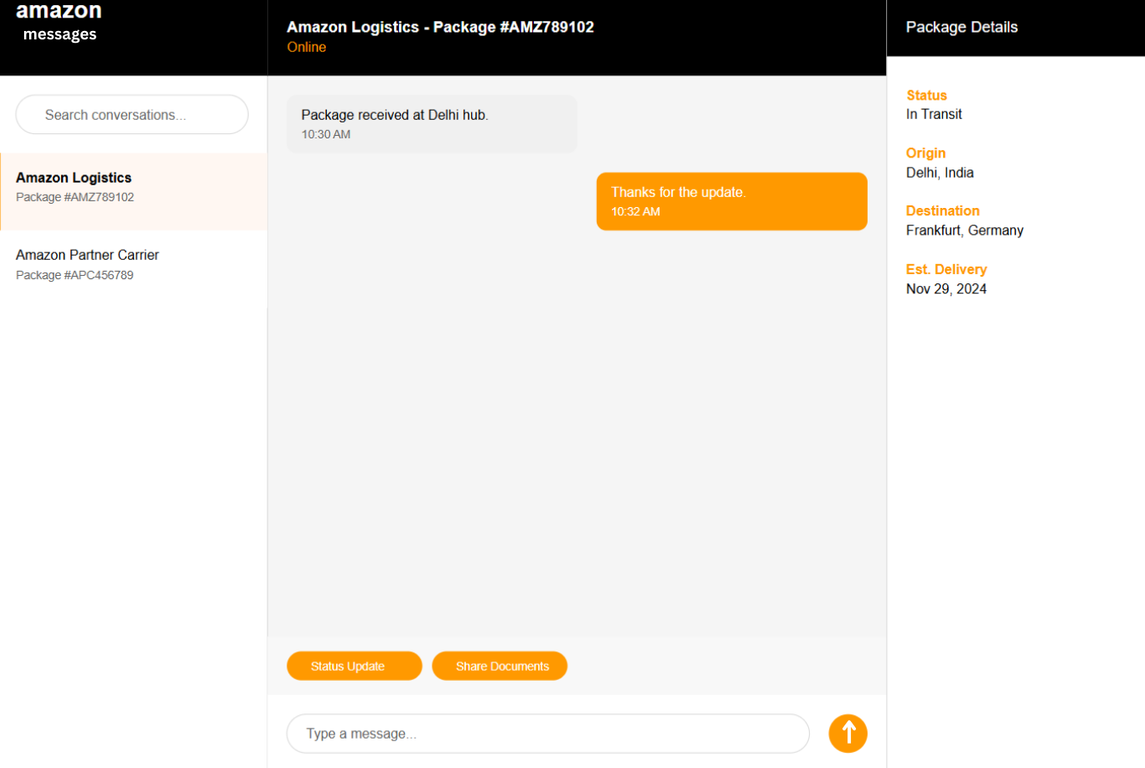 amazon
messages
Search conversations...
Amazon Logistics
Package #AMZ789102
Amazon Partner Carrier
Package #APC456789
Amazon Logistics - Package #AMZ789102
Online
Package received at Delhi hub.
10:30 AM
Thanks for the update.
10:32 AM
Status Update
Share Documents
Type a message...
Package Details
Status
In Transit
Origin
Delhi, India
Destination
Frankfurt, Germany
Est. Delivery
Nov 29, 2024